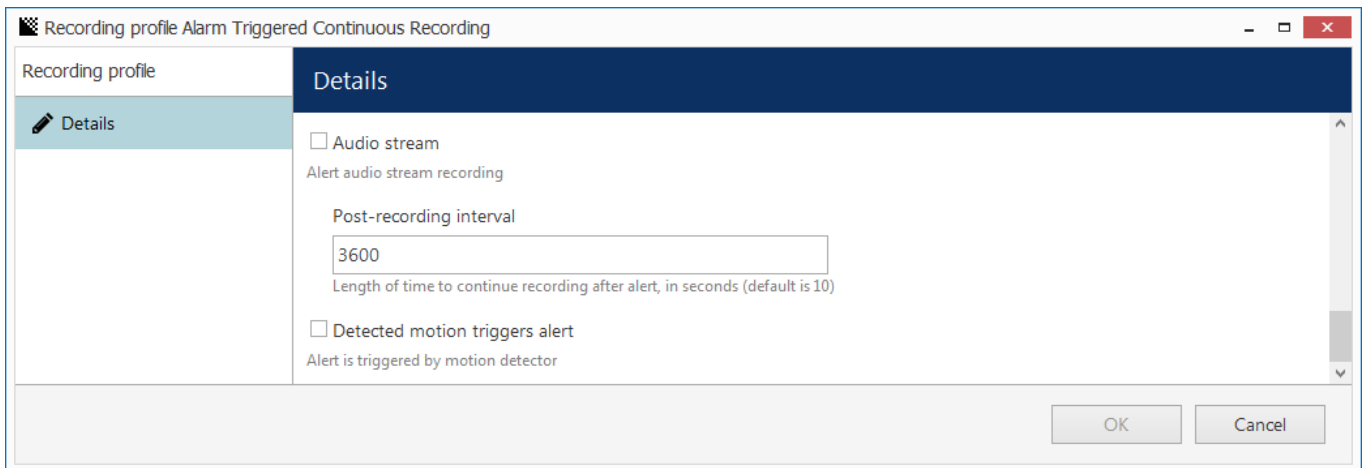 Recording profile Alarm Triggered Continuous Recording
Recording profile
Details
Details
Audio stream
Alert audio stream recording
Post-recording interval
3600
Length of time to continue recording after alert, in seconds (default is 10)
Detected motion triggers alert
Alert is triggered by motion detector
OK
Cancel